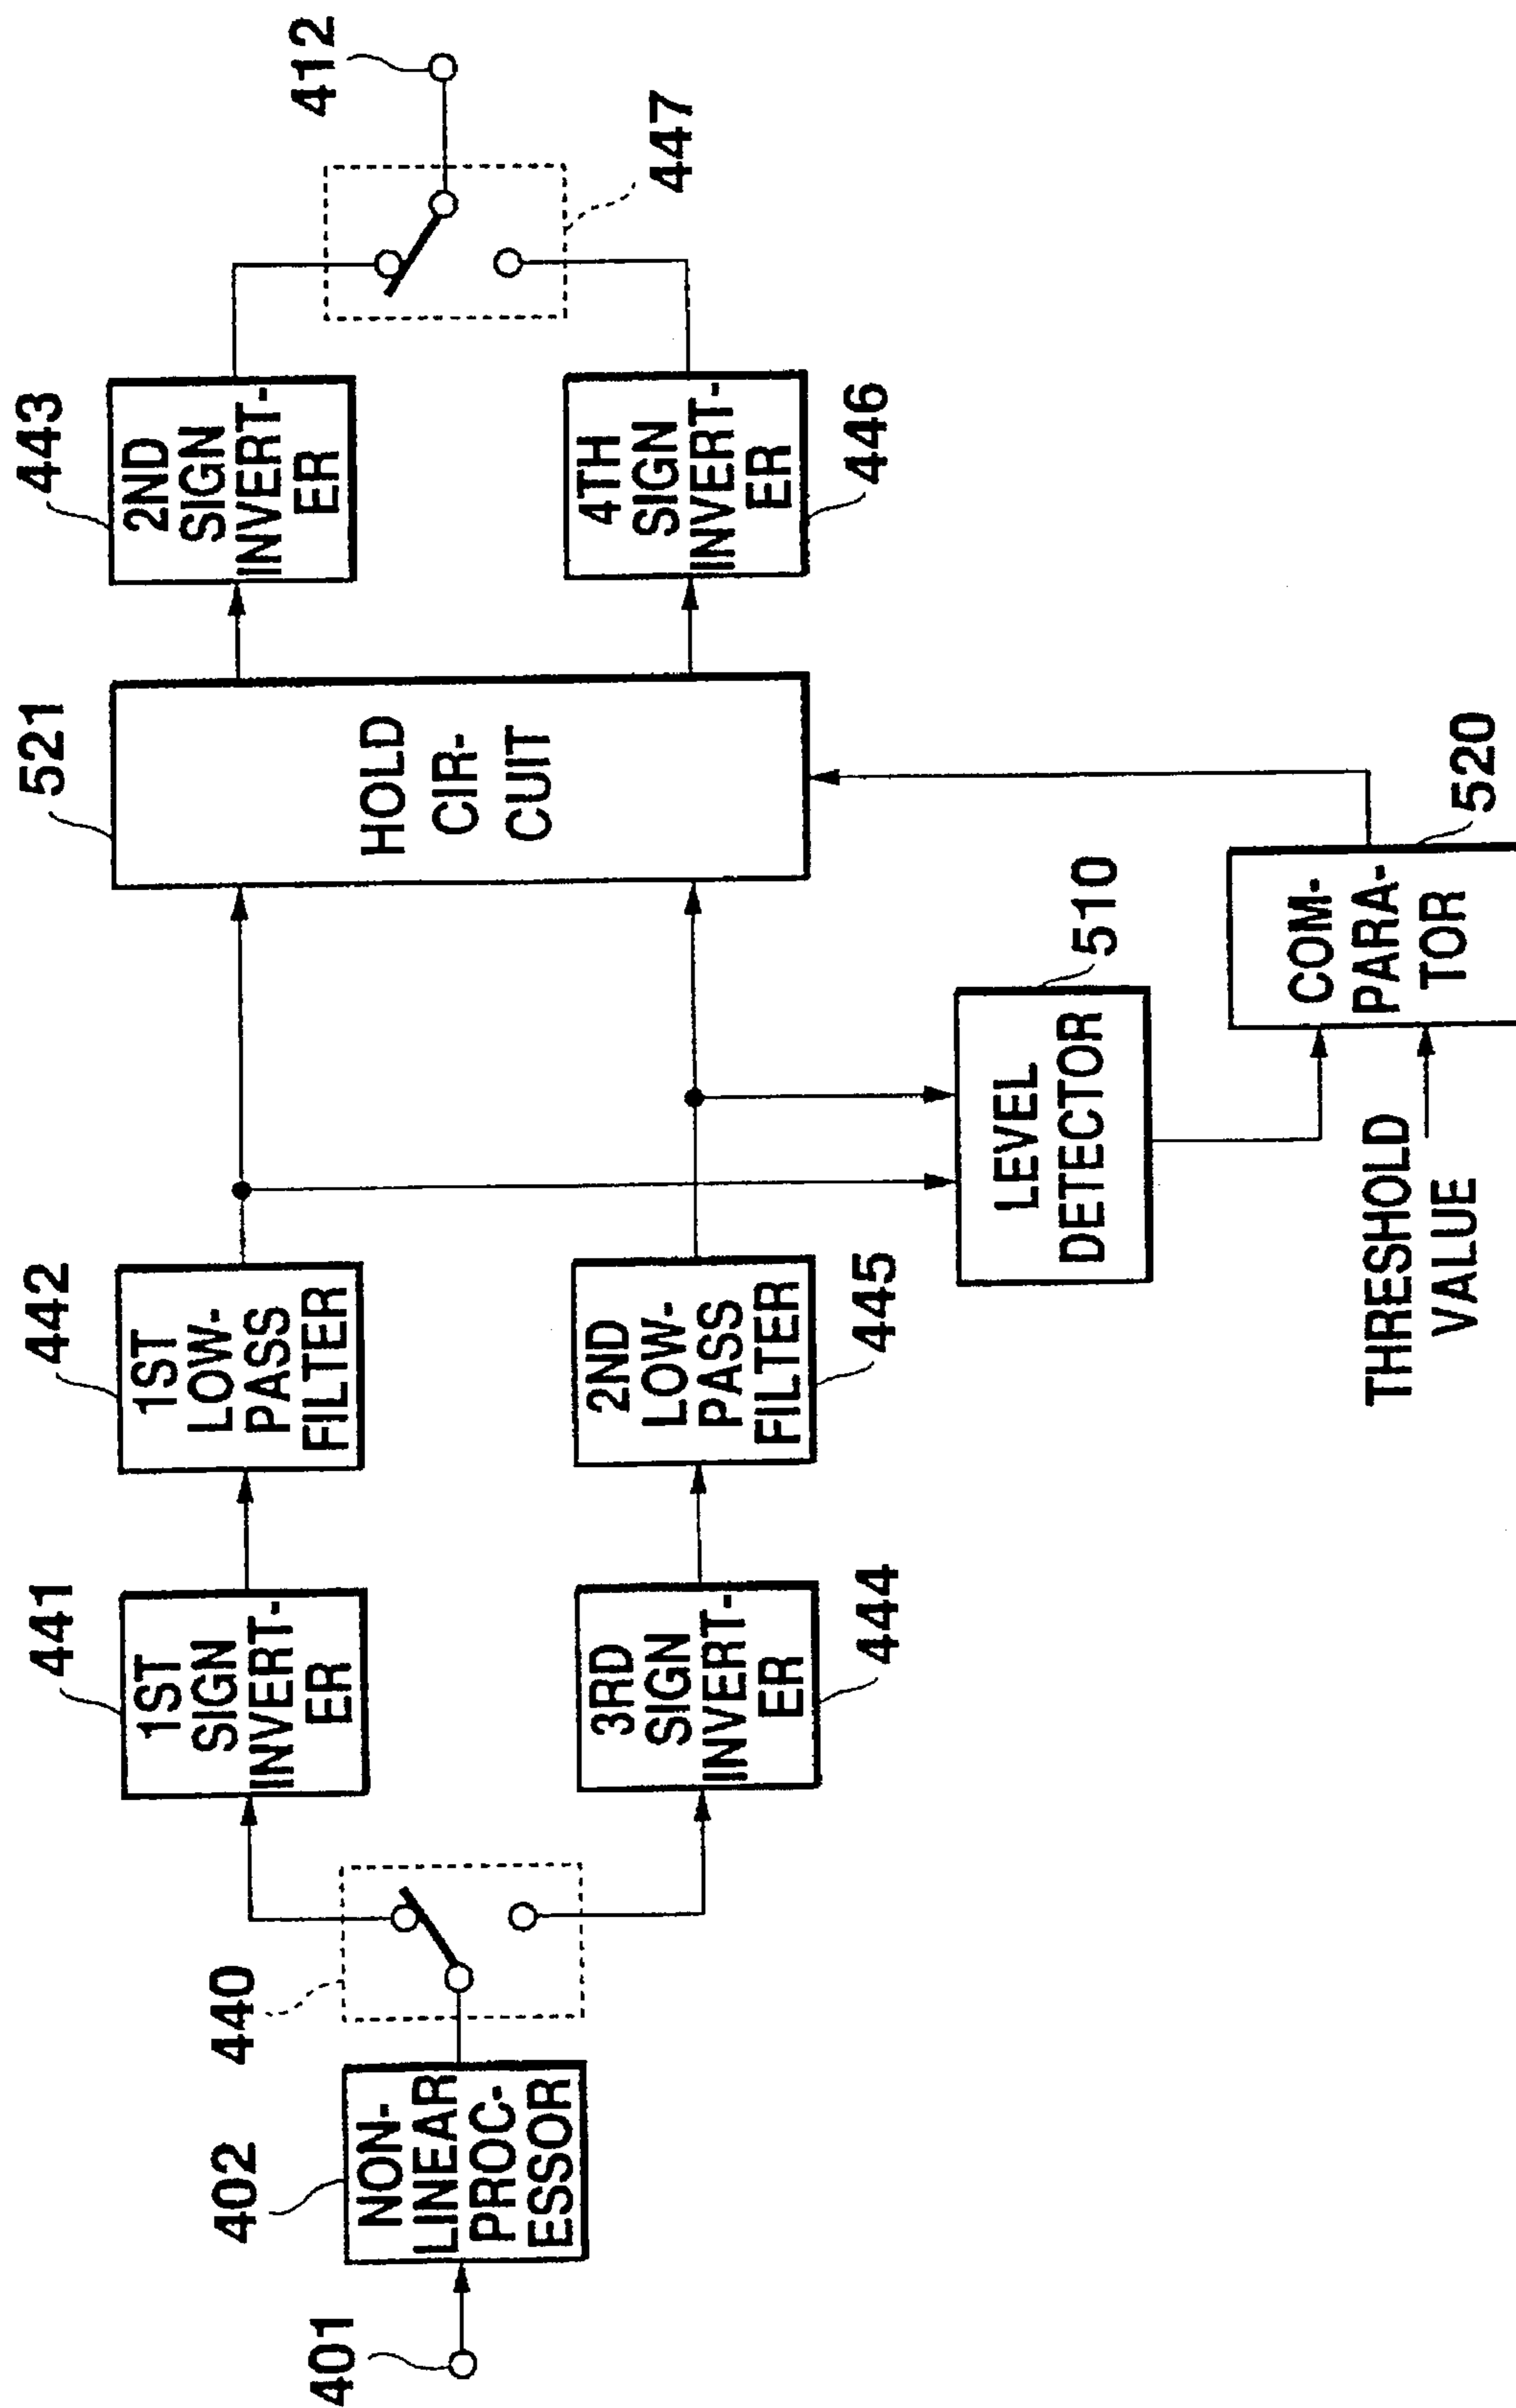 401
402
NON-
LINEAR
PROC-
ESSOR
440
441
1ST
SIGN
INVERT-
ER
442
1ST
LOW-
PASS
FILTER
3RD
SIGN
INVERT-
ER
444
2ND
LOW-
PASS
FILTER
445
521
HOLD
CIR-
CUIT
443
2ND
SIGN
INVERT-
ER
4TH
SIGN
INVERT-
ER
446
412
447
LEVEL
DETECTOR
510
THRESHOLD
VALUE
COM-
PARA-
TOR
520